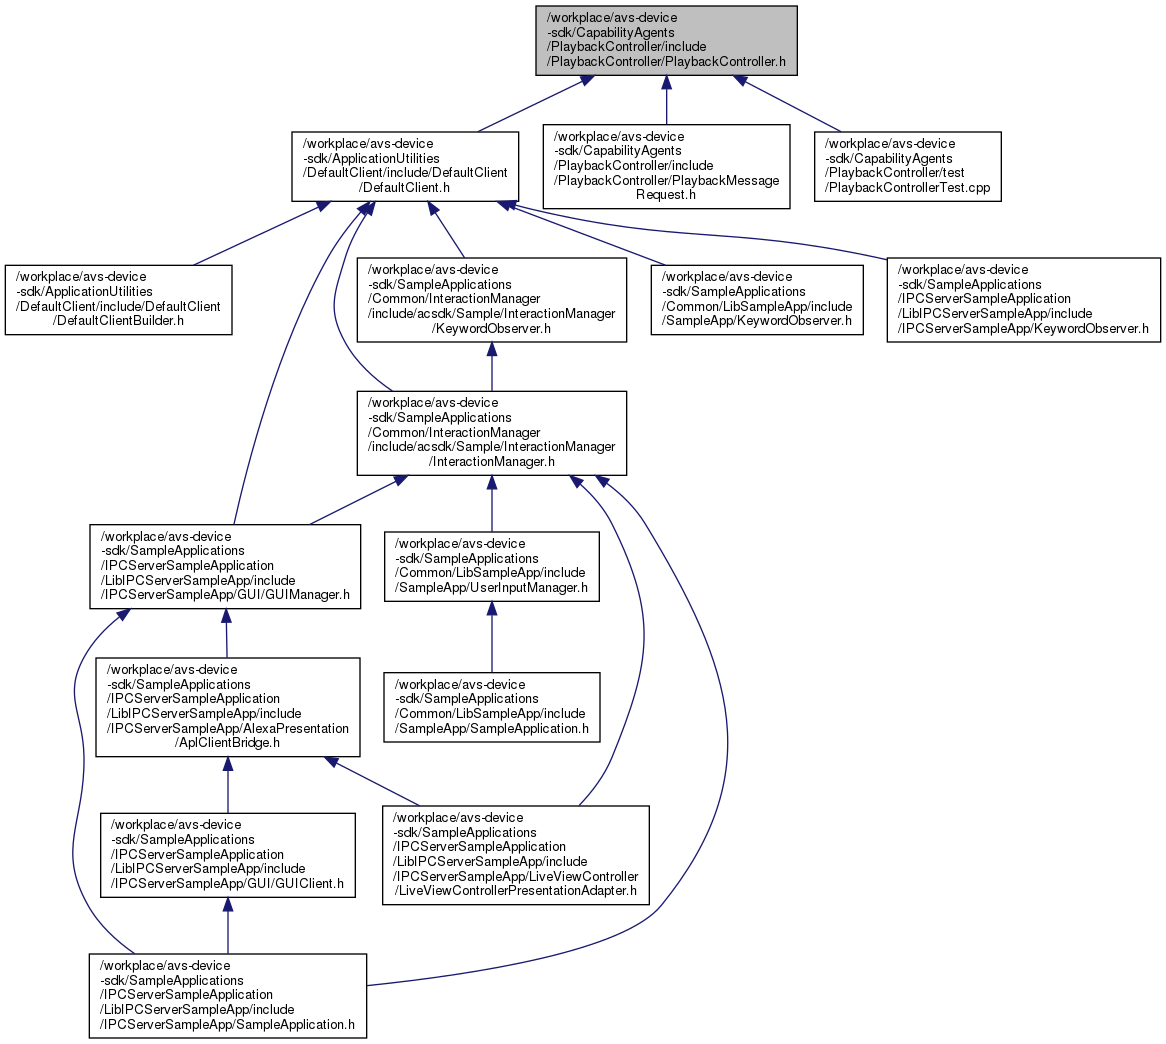 /workplace/avs-device
-sdk/CapabilityAgents
/PlaybackController/include
/PlaybackController/PlaybackController.h
/workplace/avs-device
-sdk/ApplicationUtilities
/DefaultClient/include/DefaultClient
/DefaultClient.h
/workplace/avs-device
-sdk/CapabilityAgents
/PlaybackController/include
/PlaybackController/PlaybackMessage
Request.h
/workplace/avs-device
-sdk/CapabilityAgents
/PlaybackController/test
/PlaybackControllerTest.cpp
/workplace/avs-device
-sdk/ApplicationUtilities
/DefaultClient/include/DefaultClient
/DefaultClientBuilder.h
/workplace/avs-device
-sdk/SampleApplications
/Common/InteractionManager
/include/acsdk/Sample/InteractionManager
/KeywordObserver.h
/workplace/avs-device
-sdk/SampleApplications
/Common/LibSampleApp/include
/SampleApp/KeywordObserver.h
/workplace/avs-device
-sdk/SampleApplications
/IPCServerSampleApplication
/LibIPCServerSampleApp/include
/IPCServerSampleApp/KeywordObserver.h
/workplace/avs-device
-sdk/SampleApplications
/Common/InteractionManager
/include/acsdk/Sample/InteractionManager
/InteractionManager.h
/workplace/avs-device
-sdk/SampleApplications
/IPCServerSampleApplication
/LibIPCServerSampleApp/include
/IPCServerSampleApp/GUI/GUIManager.h
/workplace/avs-device
-sdk/SampleApplications
/Common/LibSampleApp/include
/SampleApp/UserInputManager.h
/workplace/avs-device
-sdk/SampleApplications
/IPCServerSampleApplication
/LibIPCServerSampleApp/include
/IPCServerSampleApp/AlexaPresentation
/AplClientBridge.h
/workplace/avs-device
-sdk/SampleApplications
/Common/LibSampleApp/include
/SampleApp/SampleApplication.h
/workplace/avs-device
-sdk/SampleApplications
/IPCServerSampleApplication
/LibIPCServerSampleApp/include
/IPCServerSampleApp/GUI/GUIClient.h
/workplace/avs-device
-sdk/SampleApplications
/IPCServerSampleApplication
/LibIPCServerSampleApp/include
/IPCServerSampleApp/LiveViewController
/LiveViewControllerPresentationAdapter.h
/workplace/avs-device
-sdk/SampleApplications
/IPCServerSampleApplication
/LibIPCServerSampleApp/include
/IPCServerSampleApp/SampleApplication.h